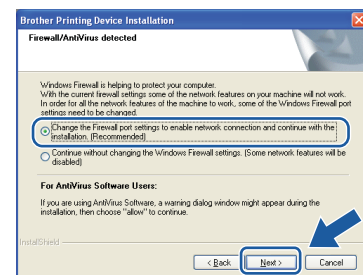 Brother Printing Device Installation
Firewall/AntiVirus detected
Windows Firewall is helping to protect your computer.
With the current firewall settings some of the network features on your machine will not work.
In order for all the network features of the machine to work, some of the Windows Firewall port
settings need to be changed.
Change the Firewall port settings to enable network connection and continue with the
installation. (Recommended)
Continue without changing the Windows Firewall settings. (Some network features will be
disabled)
For AntiVirus Software Users:
If you are using AntiVirus Software, a warning dialog window might appear during the
installation, then choose "allow" to continue.
InstallShield
< Back
Next >
Cancel